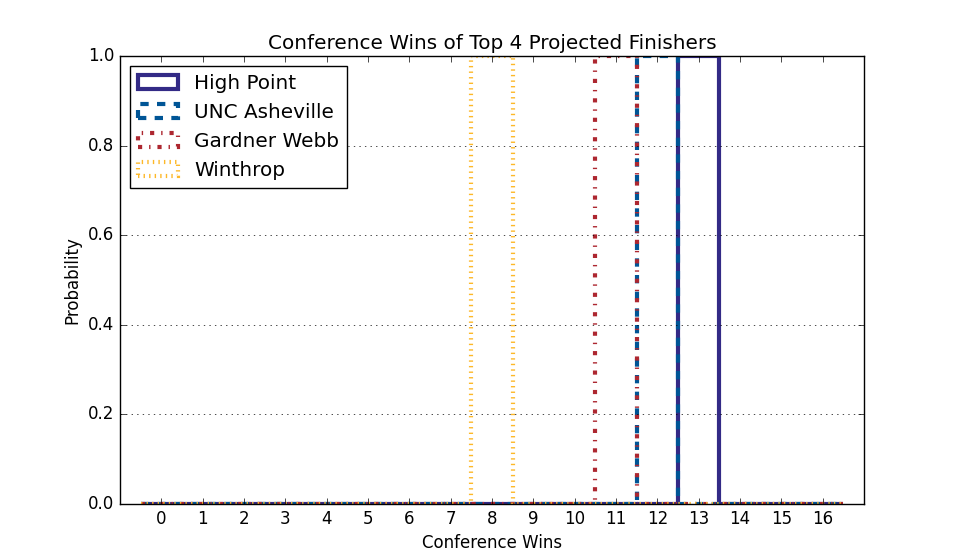 Conference Wins of Top 4 Projected Finishers
1.0
0.8
0.6
0.4
0.2
0.0
Probability
High Point
UNC Asheville
Gardner Webb
Winthrop
0 1 2 3 4 5 6 7 8 9 10 11 12 13 14 15 16
Conference Wins